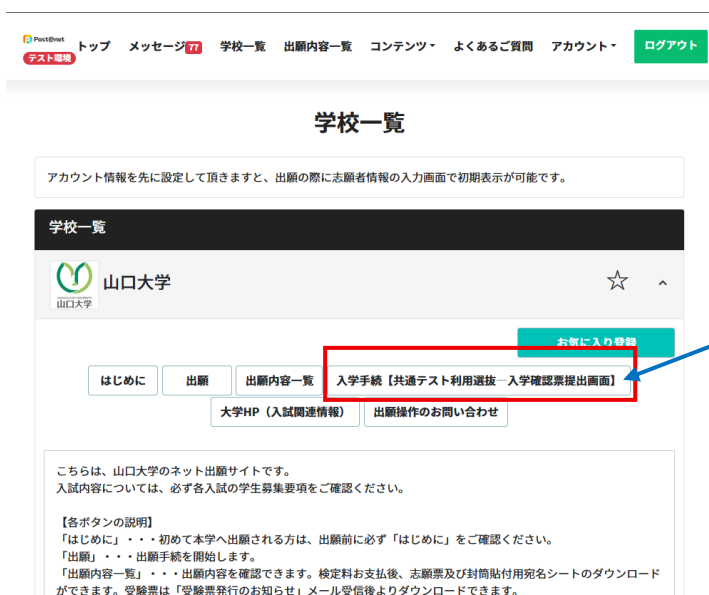 Post@net
テスト環境
トップ メッセージ77 学校一覧 出願内容一覧 コンテンツ よくあるご質問 アカウント ログアウト
学校一覧
アカウント情報を先に設定して頂きますと、出願の際に志願者情報の入力画面で初期表示が可能です。
学校一覧
山口大学
山口大学
お気に入り登録
はじめに 出願 出願内容一覧 入学手続【共通テスト利用選抜―入学確認票提出画面】
大学HP(入試関連情報) 出願操作のお問い合わせ
こちらは、山口大学のネット出願サイトです。
入試内容については、必ず各入試の学生募集要項をご確認ください。
【各ボタンの説明】
「はじめに」・・・初めて本学へ出願される方は、出願前に必ず「はじめに」をご確認ください。
「出願」・・・出願手続を開始します。
「出願内容一覧」・・・出願内容を確認できます。検定料お支払後、志願票及び封筒貼付用宛名シートのダウンロード
ができます。受験票は「受験票発行のお知らせ」メール受信後よりダウンロードできます。